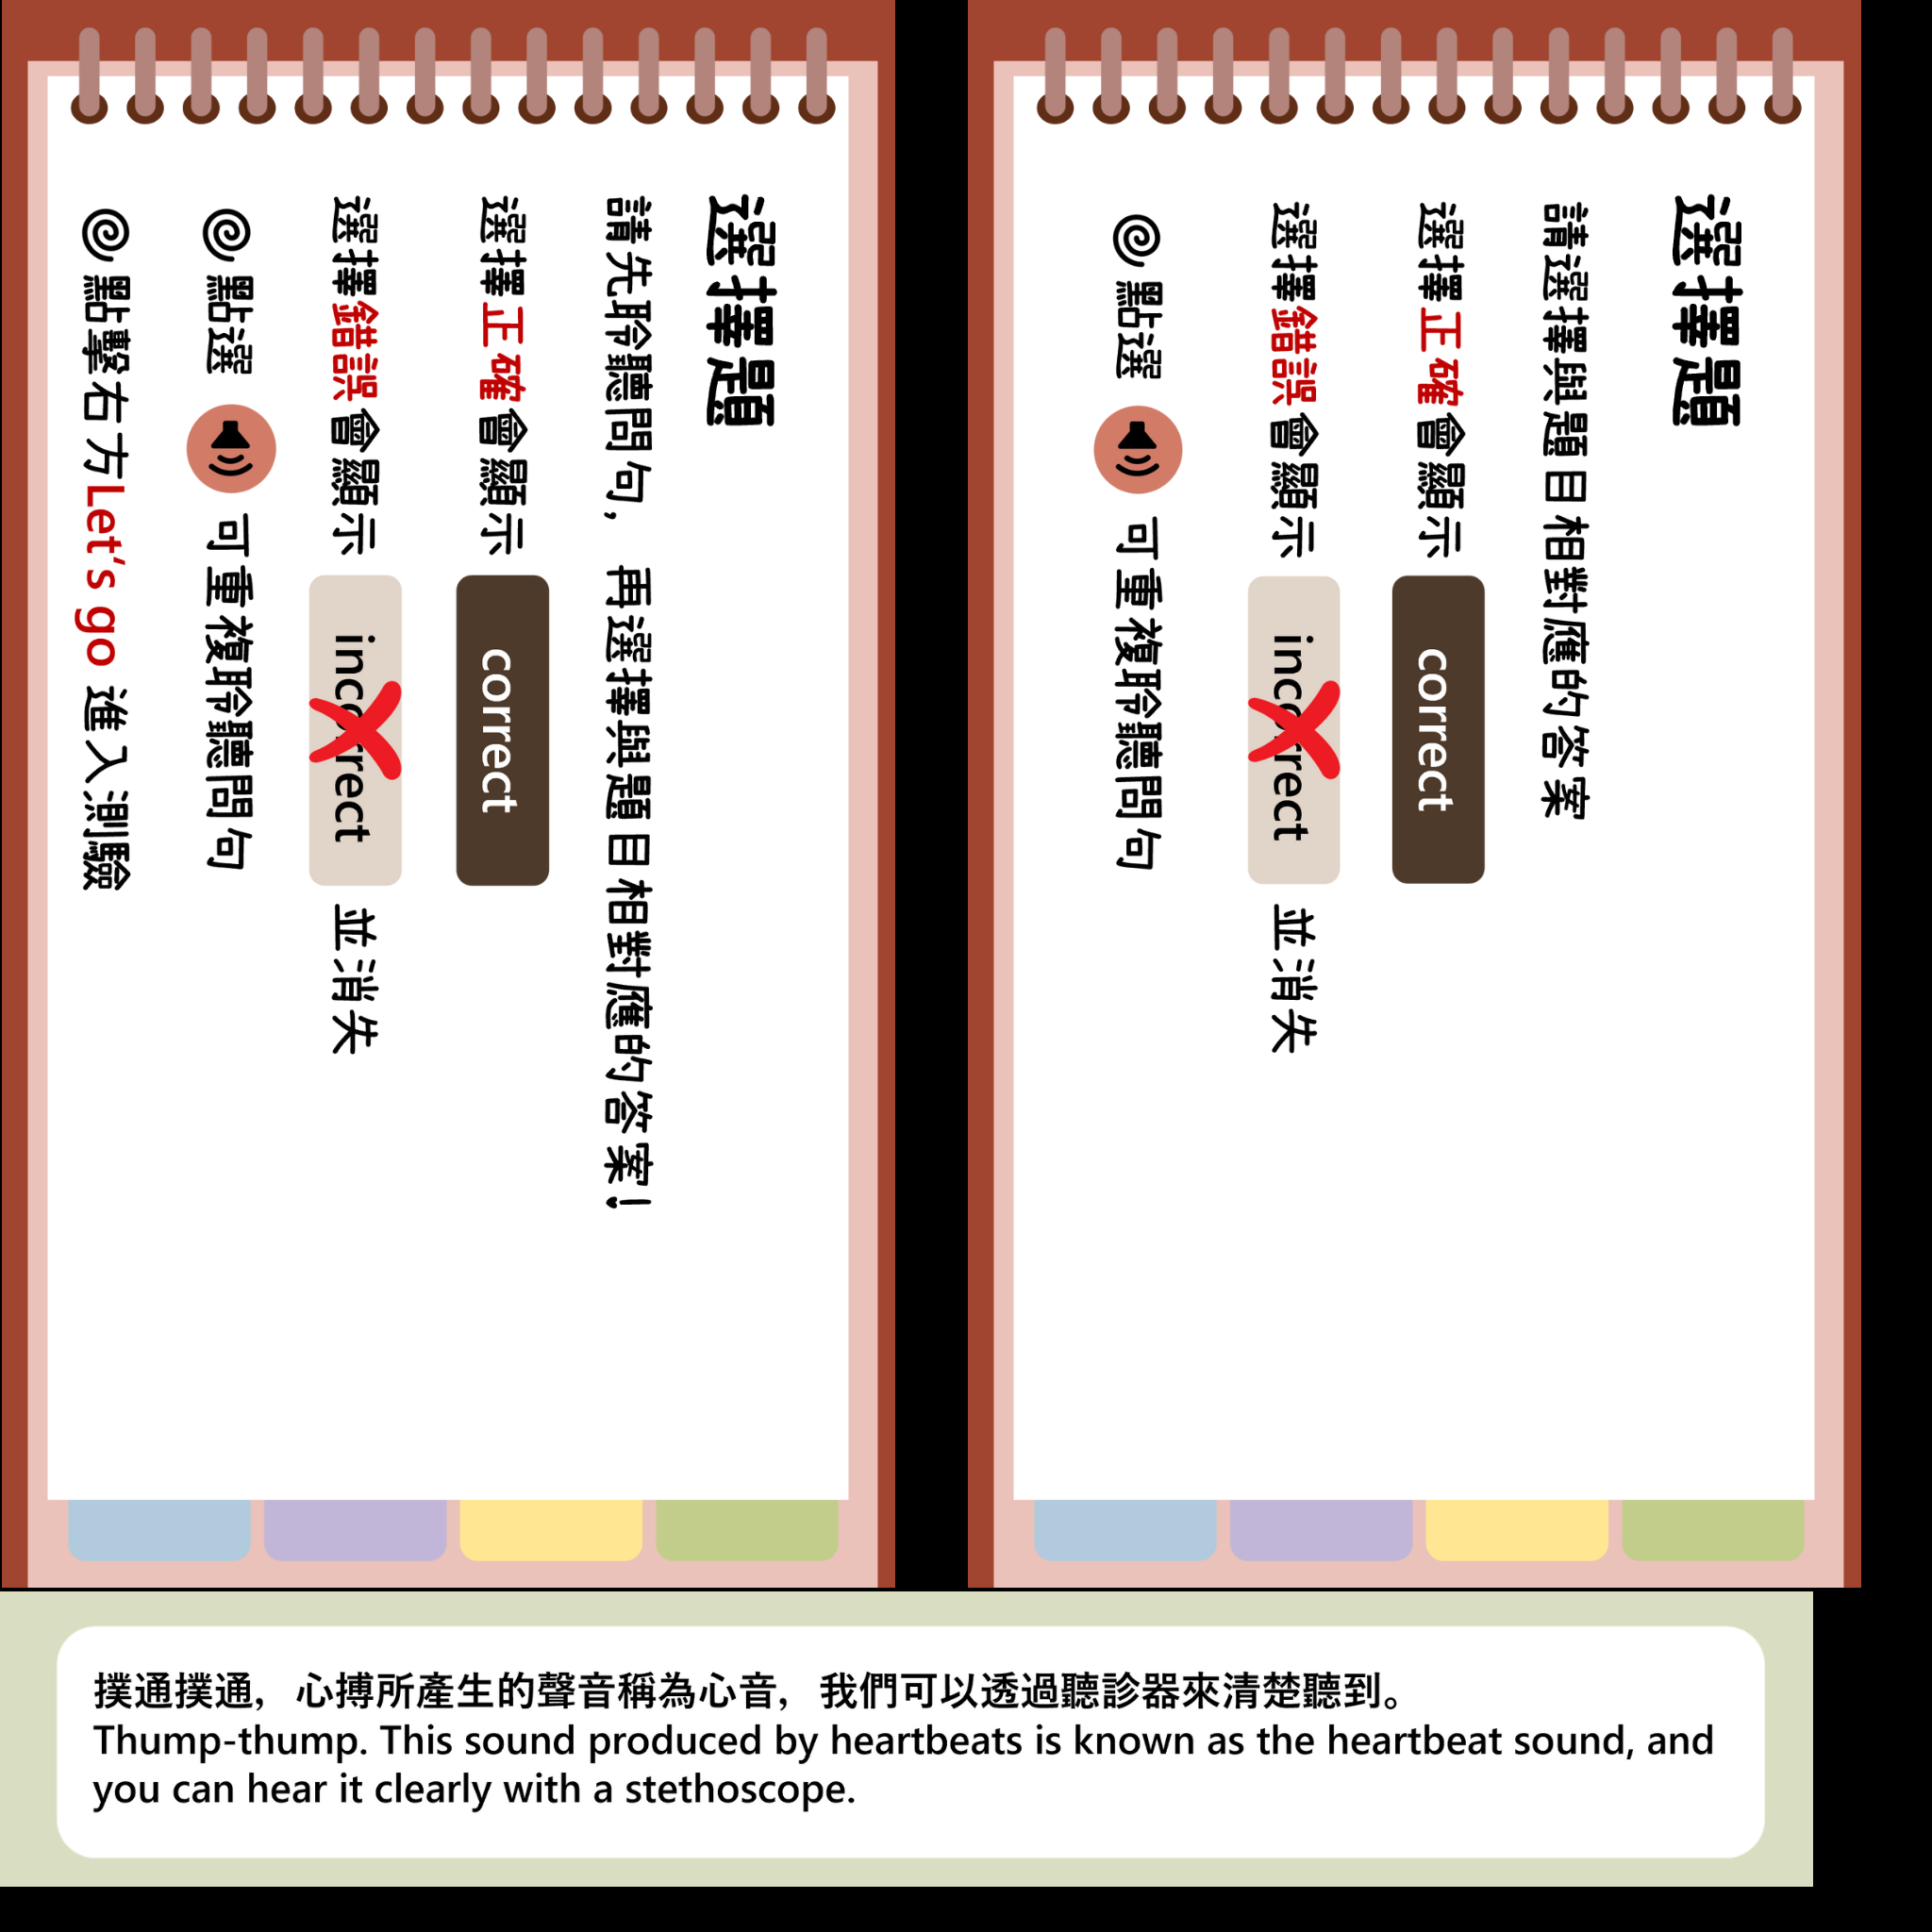 選擇題
請先聆聽問句，再選擇與題目相對應的答案！
選擇正確會顯示 correct
選擇錯誤會顯示 incorrect 並消失
點選 可重複聆聽問句
點擊右方Let's go 進入測驗
選擇題
請選擇與題目相對應的答案
選擇正確會顯示 correct
選擇錯誤會顯示 incorrect 並消失
點選 可重複聆聽問句
撲通撲通，心搏所產生的聲音稱為心音，我們可以透過聽診器來清楚聽到。
Thump-thump. This sound produced by heartbeats is known as the heartbeat sound, and
you can hear it clearly with a stethoscope.